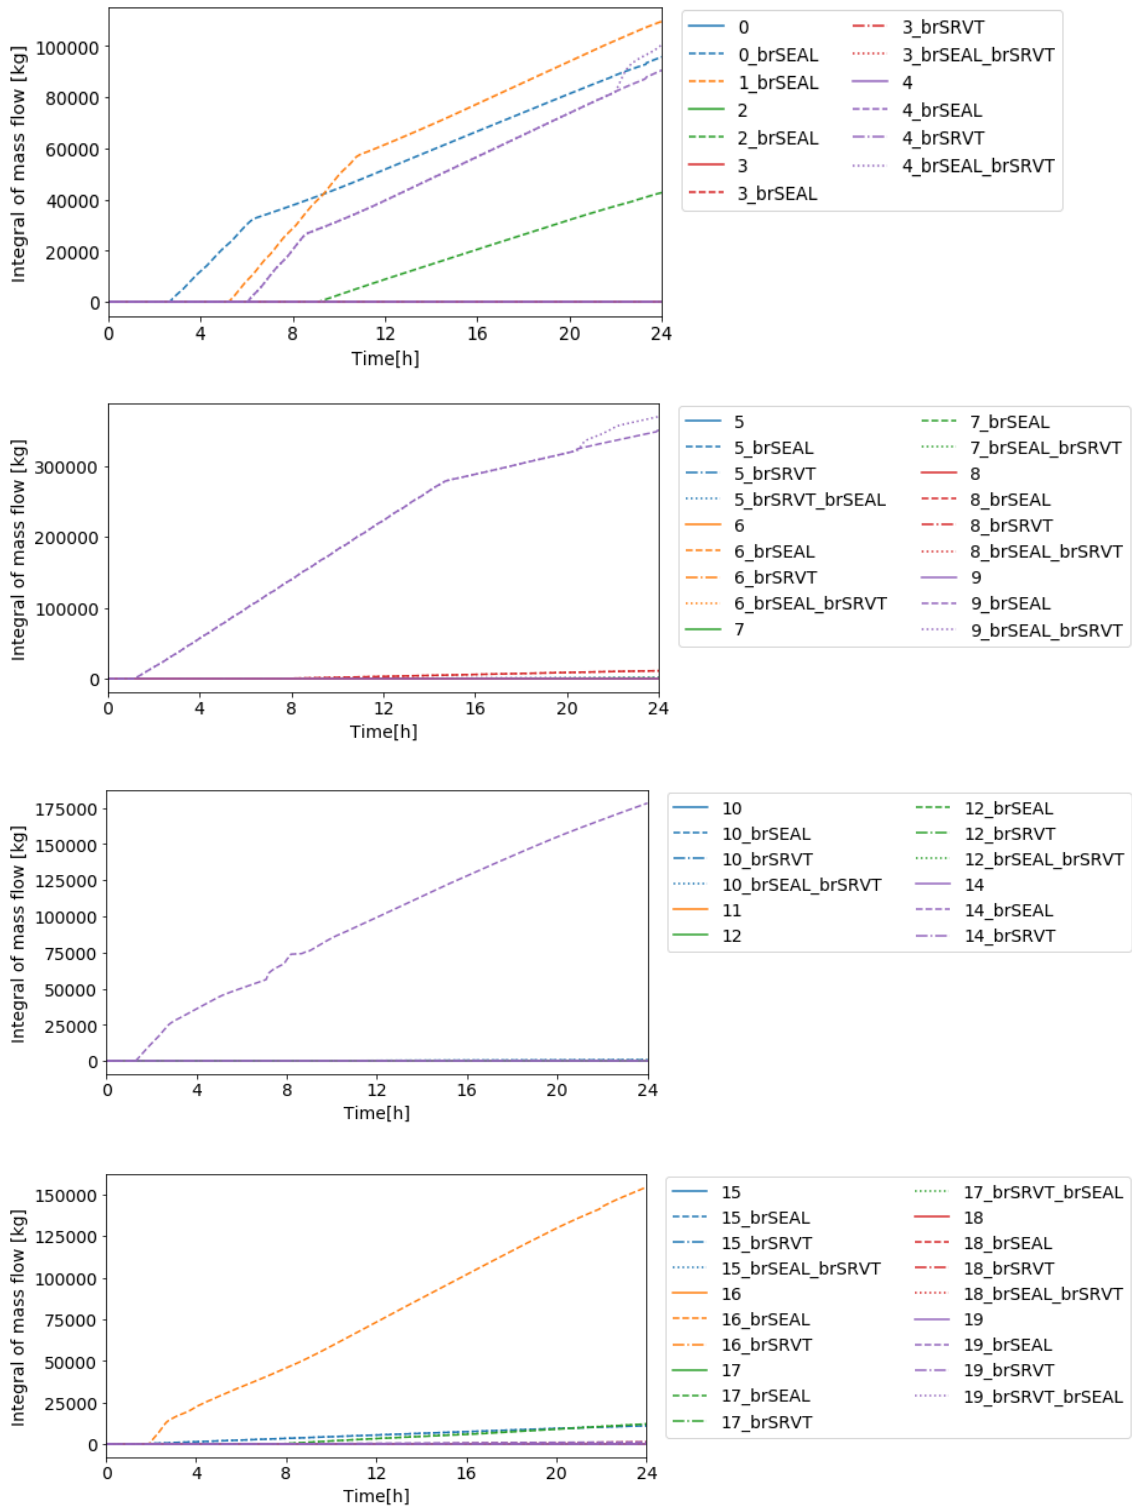 100000
80000
60000
40000
20000
0
Integral of mass flow [kg]
0 4 8 12 16 20 24
Time[h]
0
0_brSEAL
1_brSEAL
2
2_brSEAL
3
3_brSEAL
3_brSRVT
3_brSEAL_brSRVT
4
4_brSEAL
4_brSRVT
4_brSEAL_brSRVT
300000
200000
100000
0
Integral of mass flow [kg]
0 4 8 12 16 20 24
Time[h]
5
5_brSEAL
5_brSRVT
5_brSRVT_brSEAL
6
6_brSEAL
6_brSRVT
6_brSEAL_brSRVT
7
7_brSEAL
7_brSEAL_brSRVT
8
8_brSEAL
8_brSRVT
8_brSEAL_brSRVT
9
9_brSEAL
9_brSEAL_brSRVT
175000
150000
125000
100000
75000
50000
25000
0
Integral of mass flow [kg]
0 4 8 12 16 20 24
Time[h]
10
10_brSEAL
10_brSRVT
10_brSEAL_brSRVT
11
12
12_brSEAL
12_brSRVT
12_brSEAL_brSRVT
14
14_brSEAL
14_brSRVT
150000
125000
100000
75000
50000
25000
0
Integral of mass flow [kg]
0 4 8 12 16 20 24
Time[h]
15
15_brSEAL
15_brSRVT
15_brSEAL_brSRVT
16
16_brSEAL
16_brSRVT
17
17_brSEAL
17_brSRVT
17_brSRVT_brSEAL
18
18_brSEAL
18_brSRVT
18_brSEAL_brSRVT
19
19_brSEAL
19_brSRVT
19_brSRVT_brSEAL